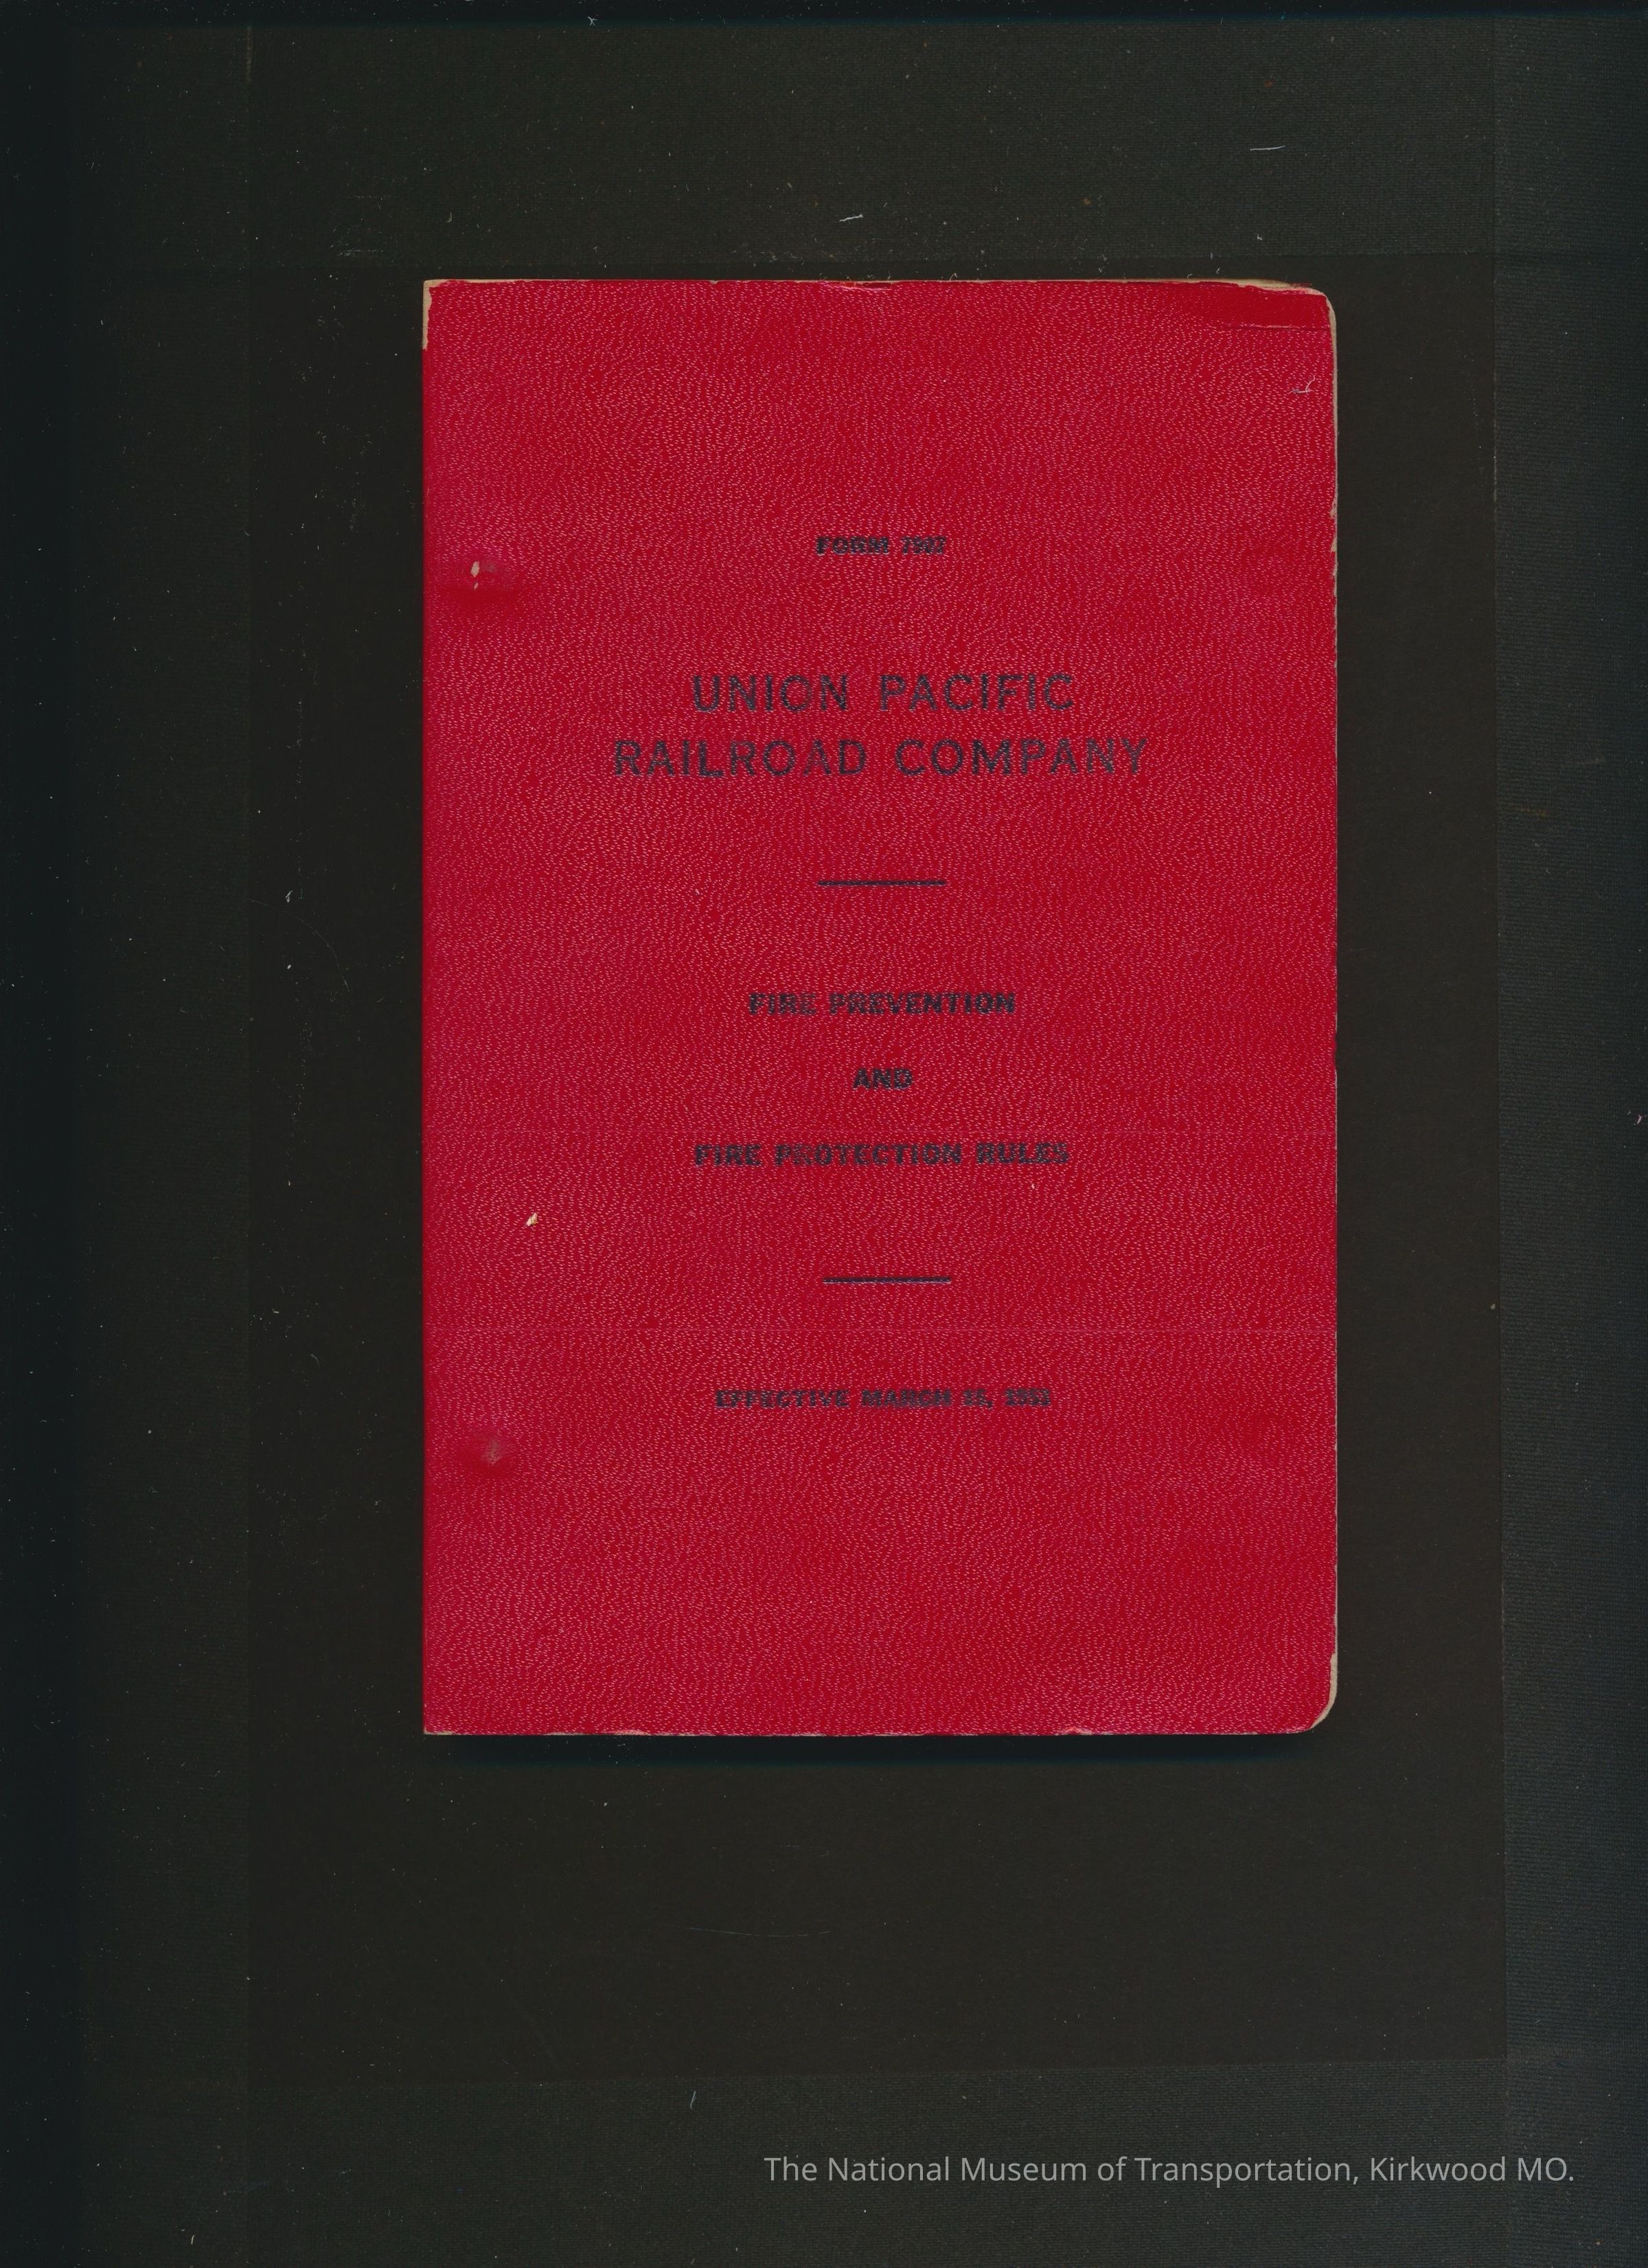 FORM 7907
UNION PACIFIC
RAILROAD COMPANY
FIRE PREVENTION
AND
FIRE PROTECTION RULES
EFFECTIVE MARCH
The National Museum of Transportation, Kirkwood MO.